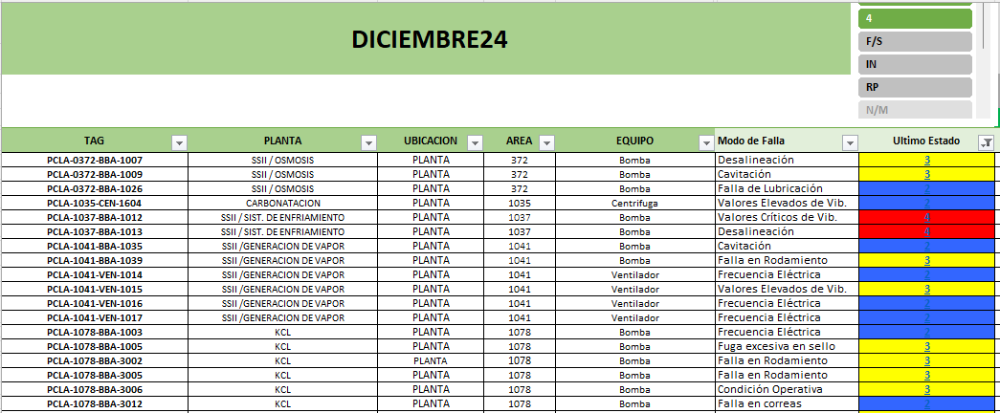 DICIEMBRE24
4
F/S
IN
RP
N/M
TAG PLANTA UBICACION AREA EQUIPO Modo de Falla Ultimo Estado
PCLA-0372-BBA-1007 SSII / OSMOSIS PLANTA 372 Bomba Desalineación 3
PCLA-0372-BBA-1009 SSII / OSMOSIS PLANTA 372 Bomba Cavitación 3
PCLA-0372-BBA-1026 SSII / OSMOSIS PLANTA 372 Bomba Falla de Lubricación 2
PCLA-1035-CEN-1604 CARBONATACION PLANTA 1035 Centrifuga Valores Elevados de Vib. 2
PCLA-1037-BBA-1012 SSII / SIST. DE ENFRIAMIENTO PLANTA 1037 Bomba Valores Críticos de Vib. 4
PCLA-1037-BBA-1013 SSII / SIST. DE ENFRIAMIENTO PLANTA 1037 Bomba Desalineación 4
PCLA-1041-BBA-1035 SSII /GENERACION DE VAPOR PLANTA 1041 Bomba Cavitación 2
PCLA-1041-BBA-1039 SSII /GENERACION DE VAPOR PLANTA 1041 Bomba Falla en Rodamiento 3
PCLA-1041-VEN-1014 SSII /GENERACION DE VAPOR PLANTA 1041 Ventilador Frecuencia Eléctrica 2
PCLA-1041-VEN-1015 SSII /GENERACION DE VAPOR PLANTA 1041 Ventilador Valores Elevados de Vib. 3
PCLA-1041-VEN-1016 SSII /GENERACION DE VAPOR PLANTA 1041 Ventilador Frecuencia Eléctrica 2
PCLA-1041-VEN-1017 SSII /GENERACION DE VAPOR PLANTA 1041 Ventilador Frecuencia Eléctrica 2
PCLA-1078-BBA-1003 KCL PLANTA 1078 Bomba Frecuencia Eléctrica 2
PCLA-1078-BBA-1005 KCL PLANTA 1078 Bomba Fuga excesiva en sello 3
PCLA-1078-BBA-3002 KCL PLANTA 1078 Bomba Falla en Rodamiento 3
PCLA-1078-BBA-3005 KCL PLANTA 1078 Bomba Falla en Rodamiento 3
PCLA-1078-BBA-3006 KCL PLANTA 1078 Bomba Condición Operativa 3
PCLA-1078-BBA-3012 KCL PLANTA 1078 Bomba Falla en correas 2